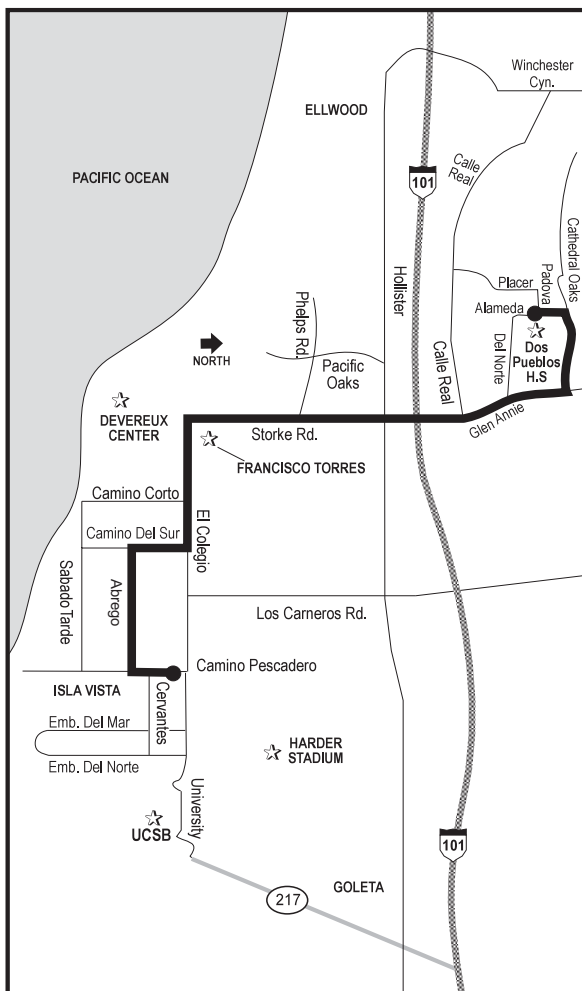 Winchester
Cyn.
ELLWOOD
PACIFIC OCEAN
101
Calle
Real
Cathedral Oaks
Padova
Placer
Hollister
Alameda
Phelps Rd.
Del Norte
Dos
Pueblos
H.S
NORTH
Pacific
Oaks
Calle Real
Glen Annie
DEVEREUX
CENTER
Storke Rd.
FRANCISCO TORRES
Camino Corto
El Colegio
Camino Del Sur
Sabado Tarde
Abrego
Los Carneros Rd.
Camino Pescadero
ISLA VISTA
Cervantes
Emb. Del Mar
HARDER
STADIUM
Emb. Del Norte
University
UCSB
101
GOLETA
217